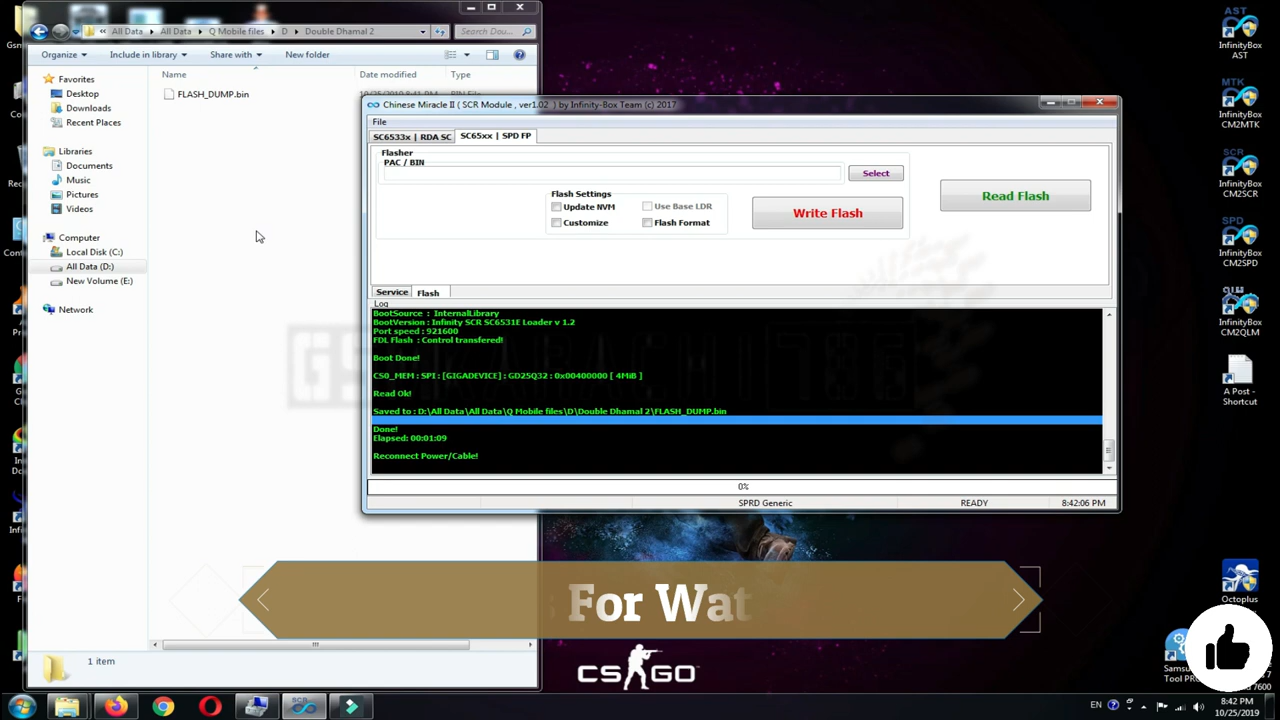 All Data
All Data
Q Mobile files
D
Double Dhamal 2
Search Dou...
Organize
Include in library
Share with
New folder
Name
Date modified
Type
FLASH_DUMP.bin
Favorites
Desktop
Downloads
Recent Places
Libraries
Documents
Music
Pictures
Videos
Computer
Local Disk (C:)
All Data (D:)
New Volume (E:)
Network
1 item
Chinese Miracle II ( SCR Module , ver1.02 ) by Infinity-Box Team (c) 2017
File
SC6533x | RDA SC
SC65xx | SPD FP
Flasher
PAC / BIN
Select
Read Flash
Flash Settings
Update NVM
Use Base LDR
Customize
Flash Format
Write Flash
Service
Flash
Log
BootSource : InternalLibrary
BootVersion : Infinity SCR SC6531E Loader v 1.2
Port speed : 921600
FDL Flash : Control transfered!
Boot Done!
CS0_MEM : SPI : [GIGADEVICE] : GD25Q32 : 0x00400000 [ 4MiB ]
Read Ok!
Saved to : D:\All Data\All Data\Q Mobile files\D\Double Dhamal 2\FLASH_DUMP.bin
Done!
Elapsed: 00:01:09
Reconnect Power/Cable!
0%
SPRD Generic
READY
8:42:06 PM
AST
InfinityBox
AST
MTK
InfinityBox
CM2MTK
SCR
InfinityBox
CM2SCR
SPD
InfinityBox
CM2SPD
QLM
InfinityBox
CM2QLM
A Post -
Shortcut
Octoplus
For Wat
CS GO
EN
8:42 PM
10/25/2019